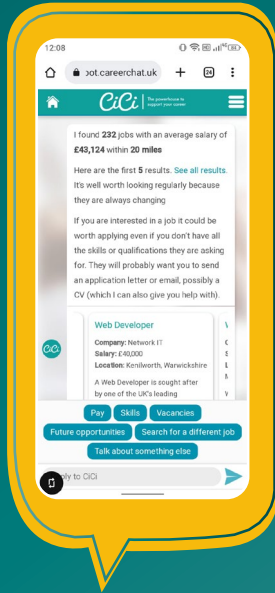 12:08
bot.careerchat.uk
24
CiCi The powerhouse to
support your career
I found 232 jobs with an average salary of
£43,124 within 20 miles
Here are the first 5 results. See all results.
It's well worth looking regularly because
they are always changing
If you are interested in a job it could be
worth applying even if you don't have all
the skills or qualifications they are asking
for. They will probably want you to send
an application letter or email, possibly a
CV (which I can also give you help with).
CiCi
Web Developer
Company: Network IT
Salary: £40,000
Location: Kenilworth, Warwickshire
A Web Developer is sought after
by one of the UK's leading
Pay Skills Vacancies
Future opportunities Search for a different job
Talk about something else
to CiCi